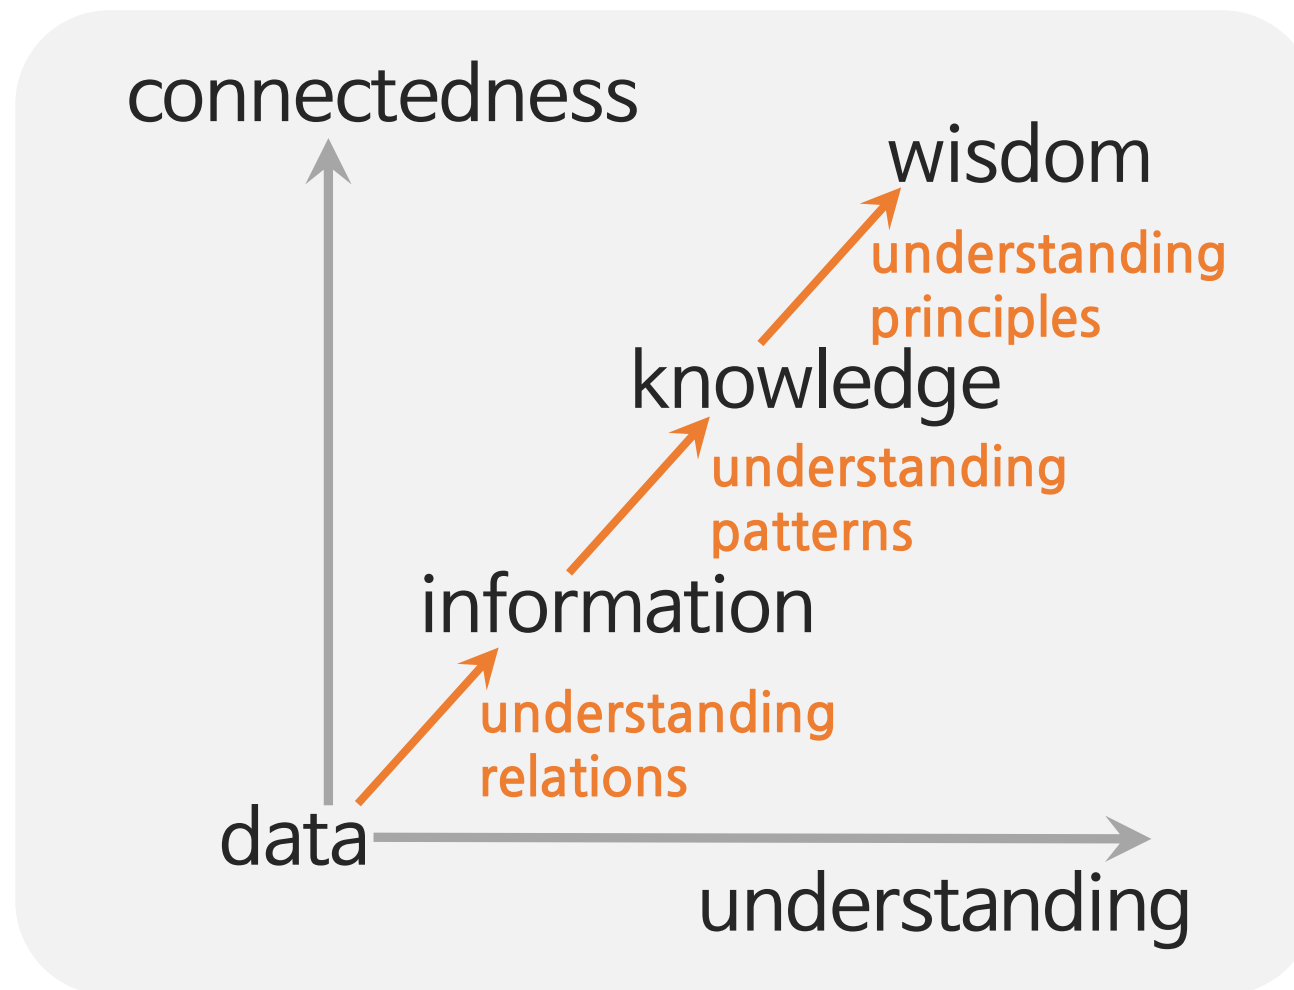 connectedness
wisdom
understanding
principles
knowledge
understanding
patterns
information
understanding
relations
data
understanding